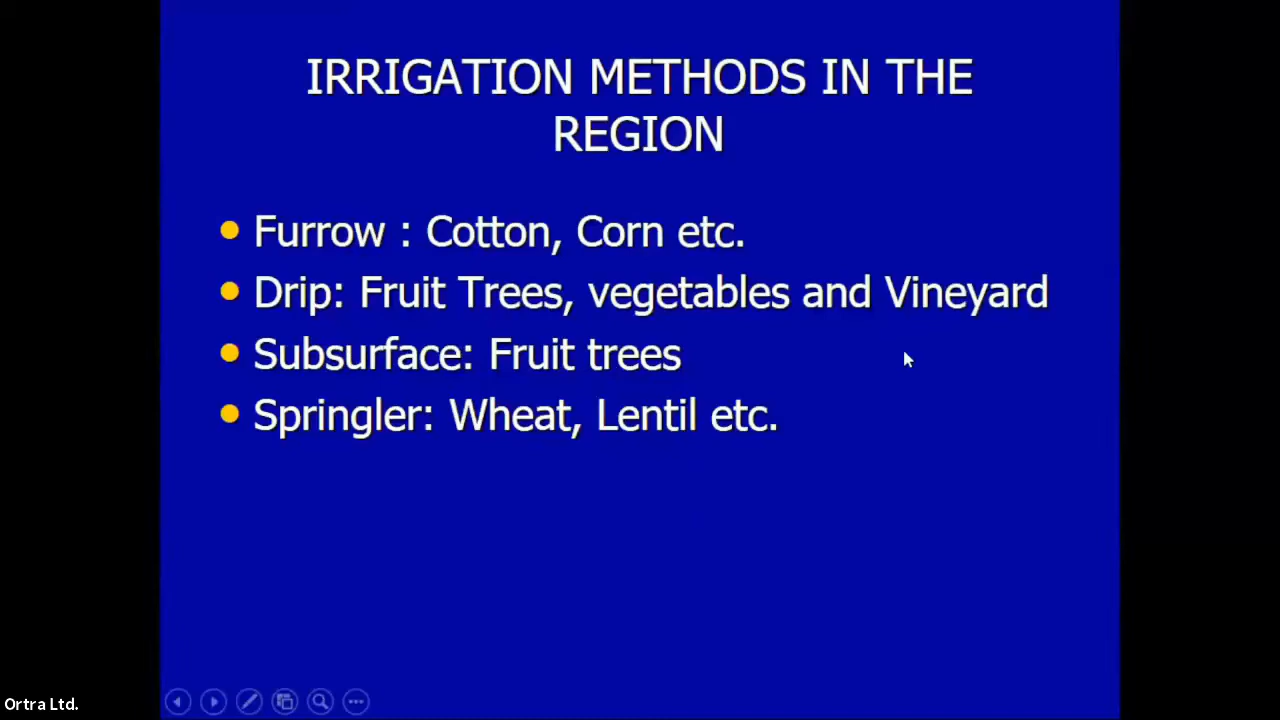 IRRIGATION METHODS IN THE
REGION
Furrow : Cotton, Corn etc.
Drip: Fruit Trees, vegetables and Vineyard
Subsurface: Fruit trees
Springler: Wheat, Lentil etc.
Ortra Ltd.